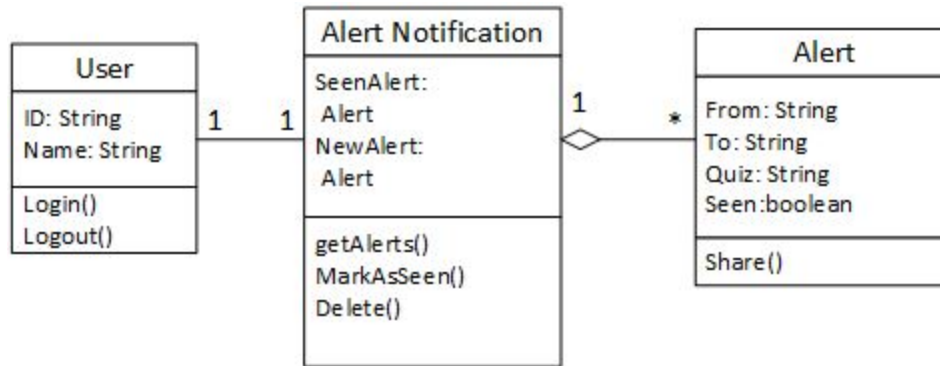 User
ID: String
Name: String
Login()
Logout()
1
1
Alert Notification
SeenAlert:
Alert
NewAlert:
Alert
getAlerts()
MarkAsSeen()
Delete()
1
*
Alert
From: String
To: String
Quiz: String
Seen:boolean
Share()